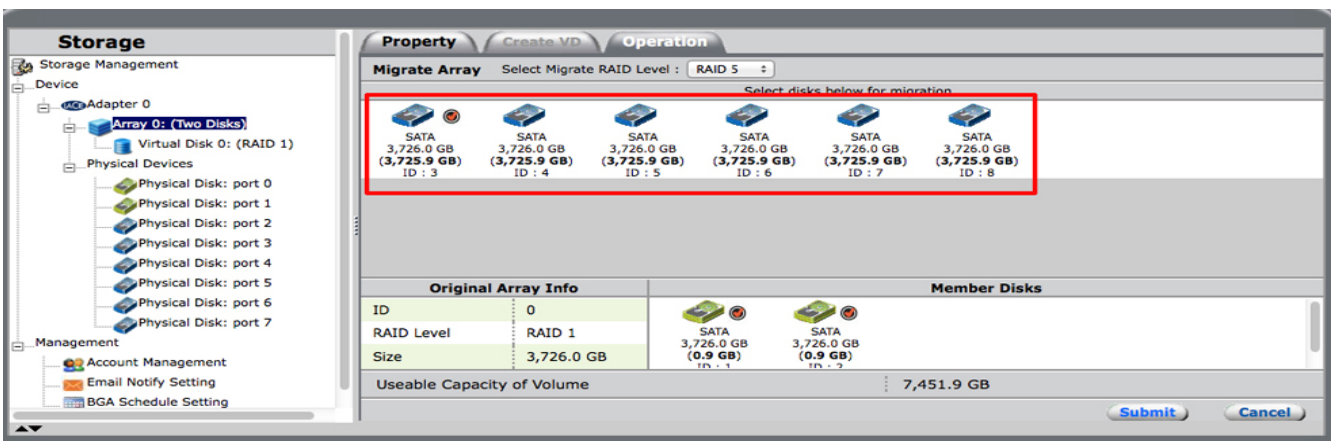 Storage
Storage Management
Device
Adapter 0
Array 0: (Two Disks)
Virtual Disk 0: (RAID 1)
Physical Devices
Physical Disk: port 0
Physical Disk: port 1
Physical Disk: port 2
Physical Disk: port 3
Physical Disk: port 4
Physical Disk: port 5
Physical Disk: port 6
Physical Disk: port 7
Management
Account Management
Email Notify Setting
BGA Schedule Setting
Property Create VD Operation
Migrate Array Select Migrate RAID Level : RAID 5
Select disks below for migration
SATA SATA SATA SATA SATA SATA
3,726.0 GB 3,726.0 GB 3,726.0 GB 3,726.0 GB 3,726.0 GB 3,726.0 GB
(3,725.9 GB) (3,725.9 GB) (3,725.9 GB) (3,725.9 GB) (3,725.9 GB) (3,725.9 GB)
ID : 3 ID : 4 ID : 5 ID : 6 ID : 7 ID : 8
Original Array Info Member Disks
ID 0
RAID Level RAID 1
Size 3,726.0 GB
SATA SATA
3,726.0 GB 3,726.0 GB
(0.9 GB) (0.9 GB)
ID : 1 ID : 2
Useable Capacity of Volume 7,451.9 GB
Submit Cancel